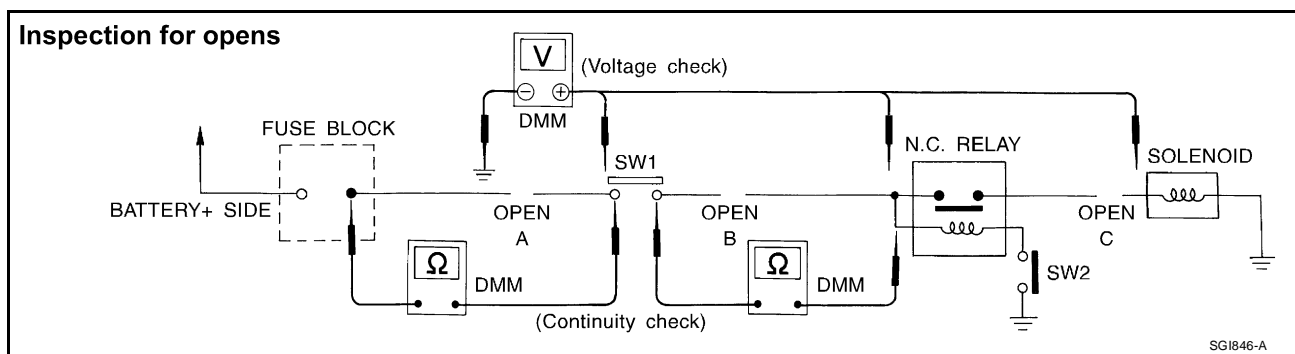 Inspection for opens
V
(Voltage check)
− +
DMM
FUSE BLOCK
SW1
N.C. RELAY
SOLENOID
BATTERY+ SIDE
OPEN
A
OPEN
B
OPEN
C
Ω
DMM
Ω
DMM
SW2
(Continuity check)
SGI846-A